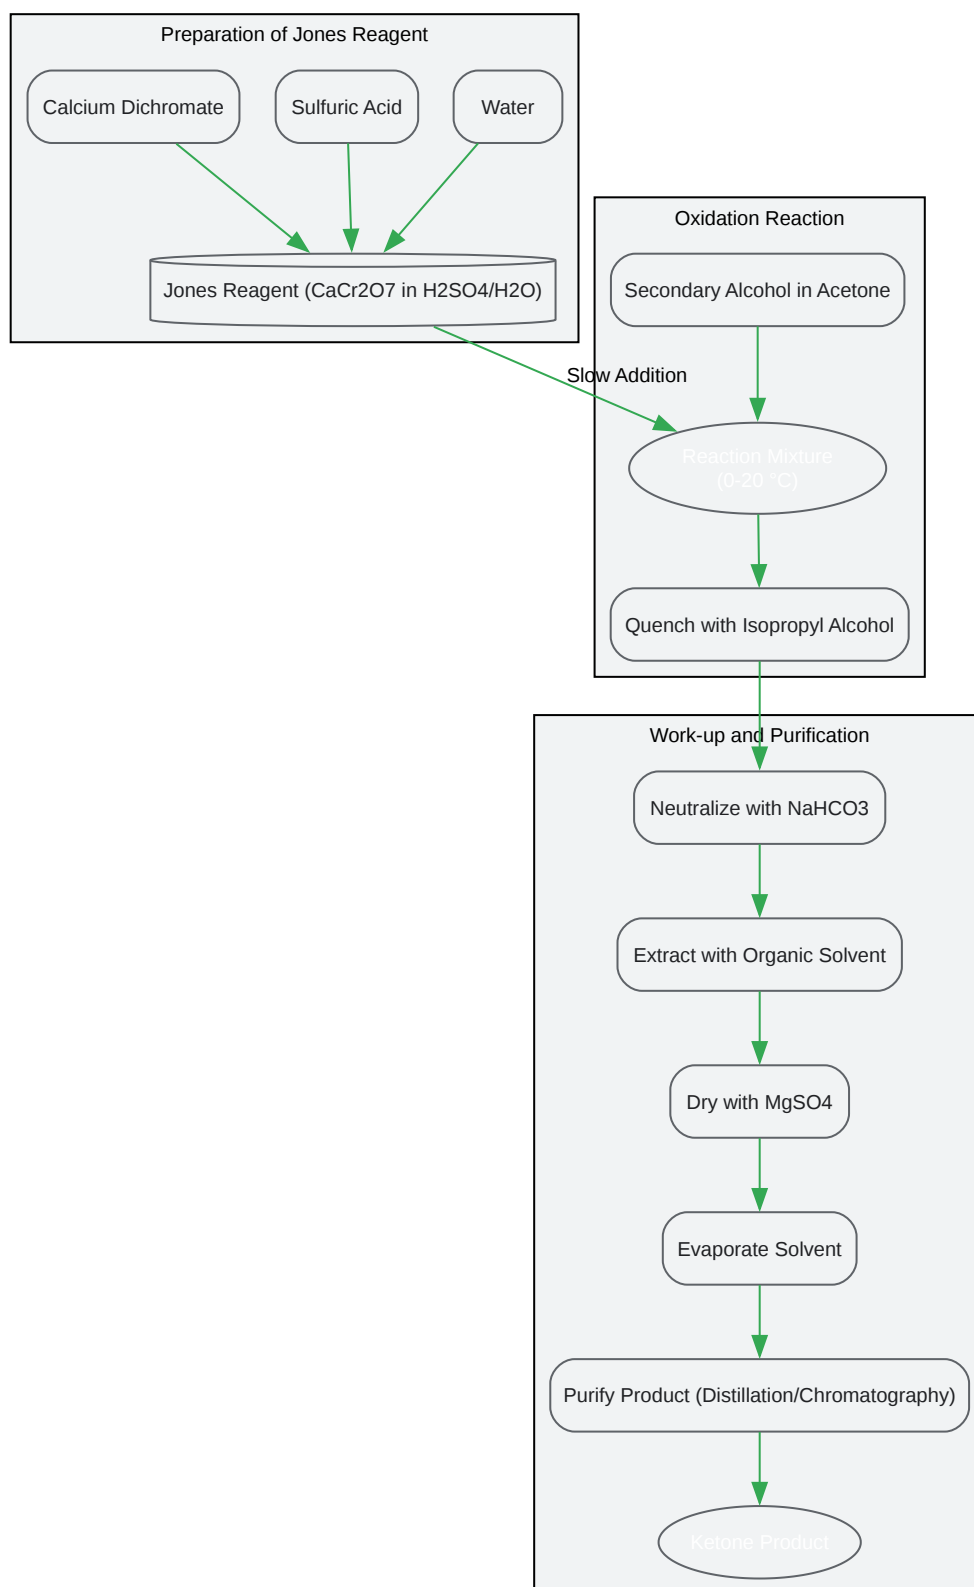 Preparation of Jones Reagent
Calcium Dichromate
Sulfuric Acid
Water
Jones Reagent (CaCr2O7 in H2SO4/H2O)
Slow Addition
Oxidation Reaction
Secondary Alcohol in Acetone
Reaction Mixture
(0-20 °C)
Quench with Isopropyl Alcohol
Work-up and Purification
Neutralize with NaHCO3
Extract with Organic Solvent
Dry with MgSO4
Evaporate Solvent
Purify Product (Distillation/Chromatography)
Ketone Product